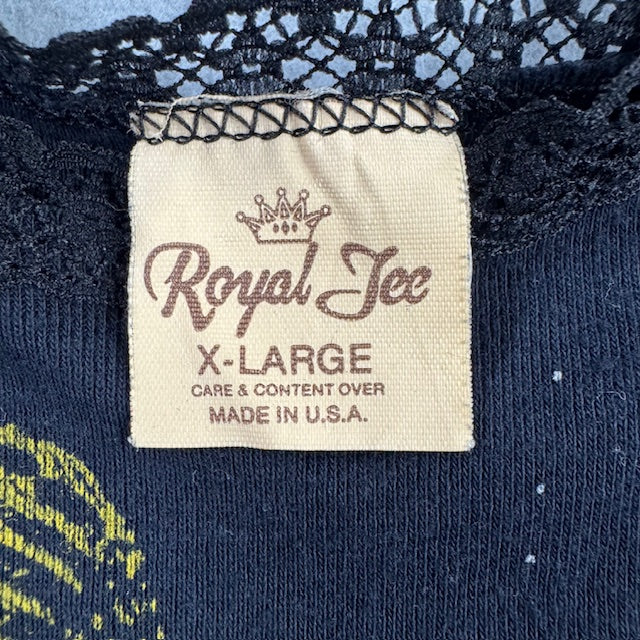 Royal Tee
X-LARGE
CARE & CONTENT OVER
MADE IN U.S.A.